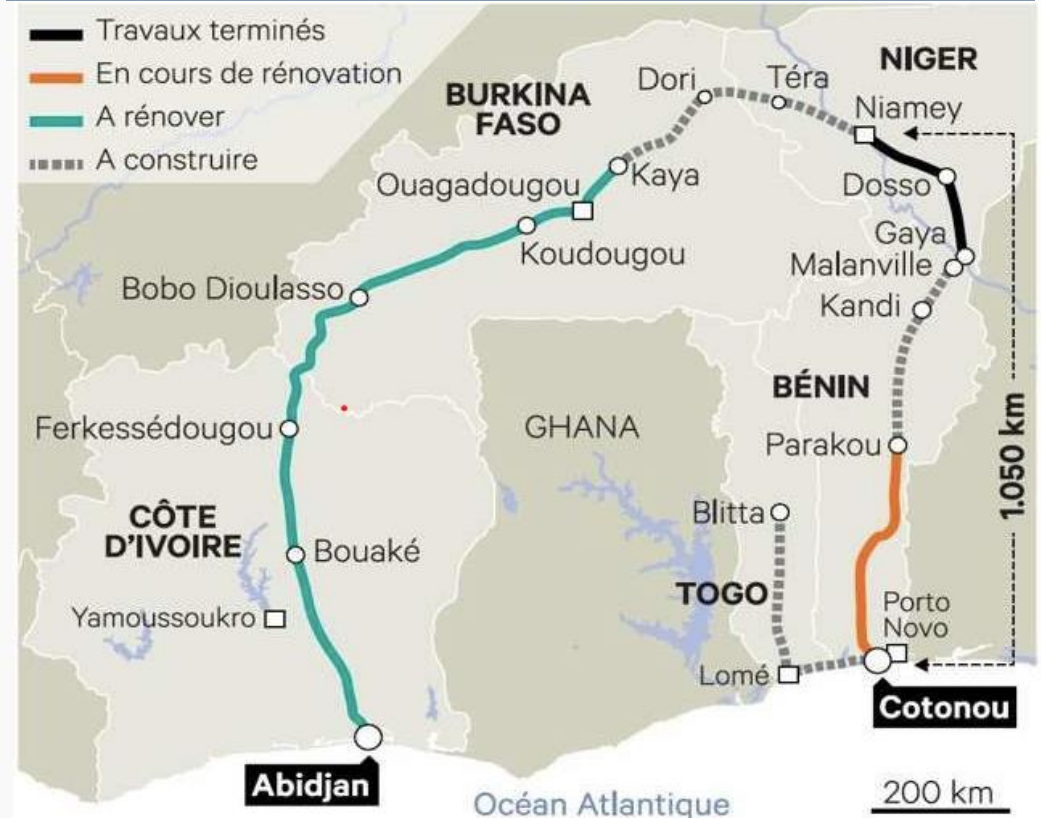 Travaux terminés
En cours de rénovation
A rénover
A construire
NIGER
BURKINA
FASO
Dori
Téra
Niamey
Kaya
Ouagadougou
Dosso
Koudougou
Gaya
Malanville
Bobo Dioulasso
Kandi
BÉNIN
Ferkessédougou
GHANA
Parakou
1.050 km
Blitta
CÔTE
D'IVOIRE
Bouaké
TOGO
Yamoussoukro
Porto
Novo
Lomé
Cotonou
Abidjan
Océan Atlantique
200 km